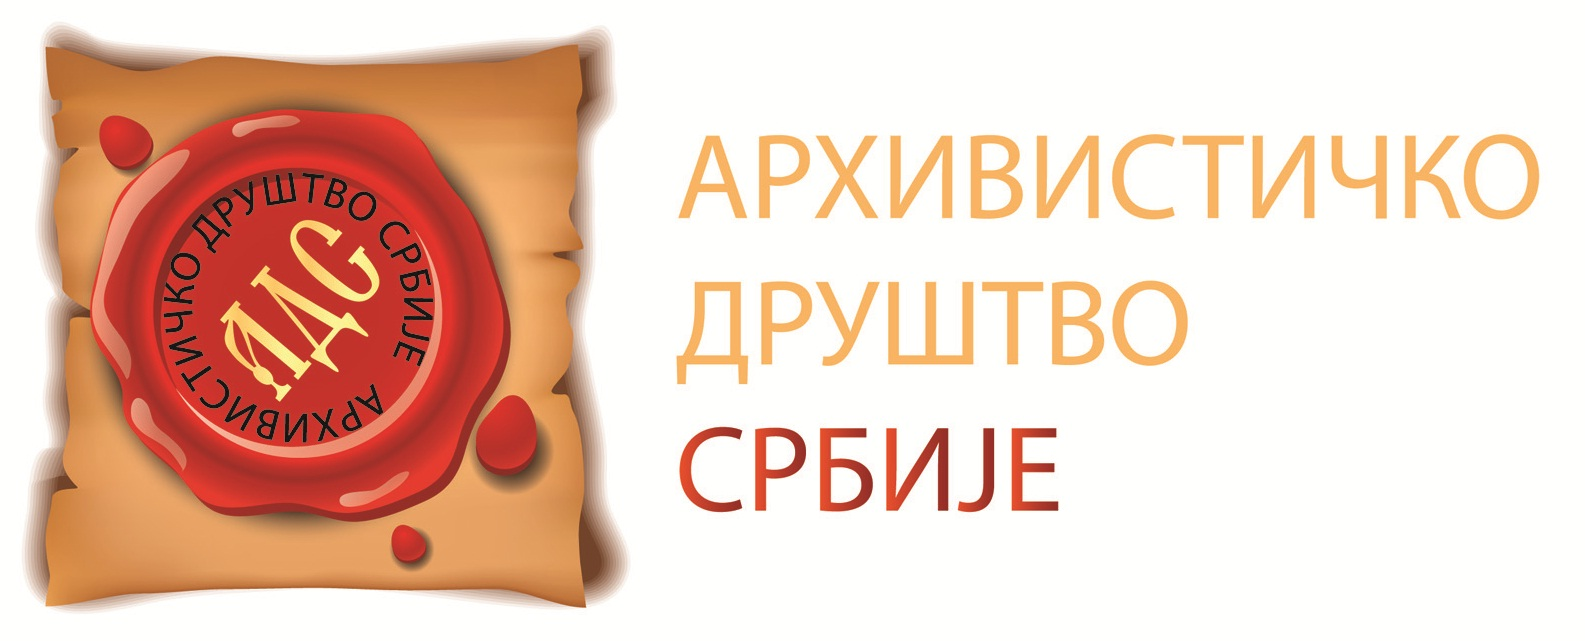 АРХИВИСТИЧКО ДРУШТВО СРБИЈЕ
АДС
АРХИВИСТИЧКО
ДРУШТВО
СРБИЈЕ